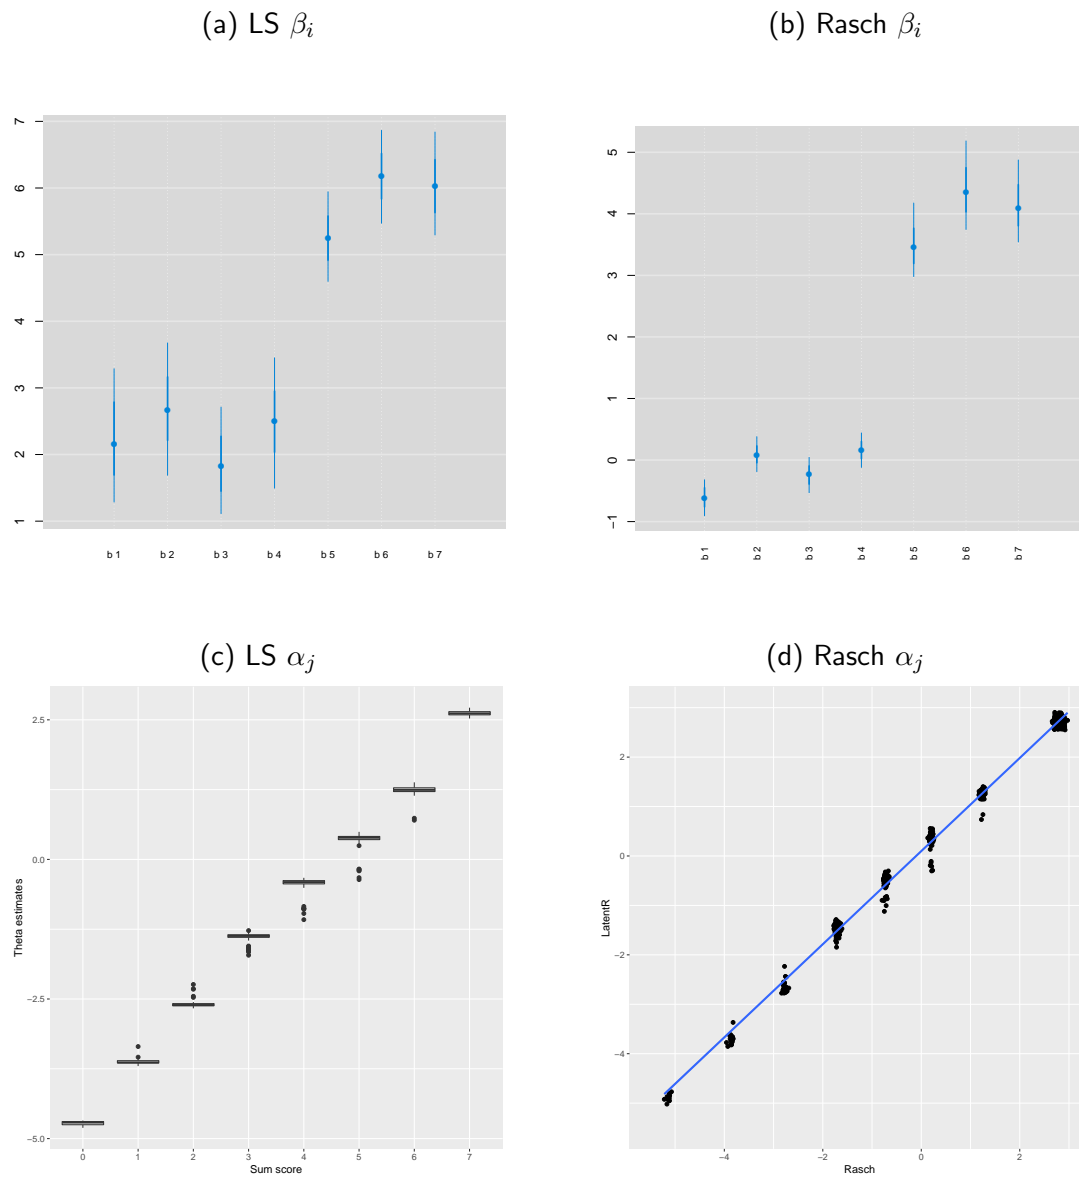 (a) LS βi
(b) Rasch βi
7
6
5
4
3
2
1
b 1 b 2 b 3 b 4 b 5 b 6 b 7
5
4
3
2
1
0
−1
b 1 b 2 b 3 b 4 b 5 b 6 b 7
(c) LS αj
(d) Rasch αj
Theta estimates
2.5
0.0
−2.5
−5.0
0 1 2 3 4 5 6 7
Sum score
LatentR
2
0
−2
−4
−4 −2 0 2
Rasch